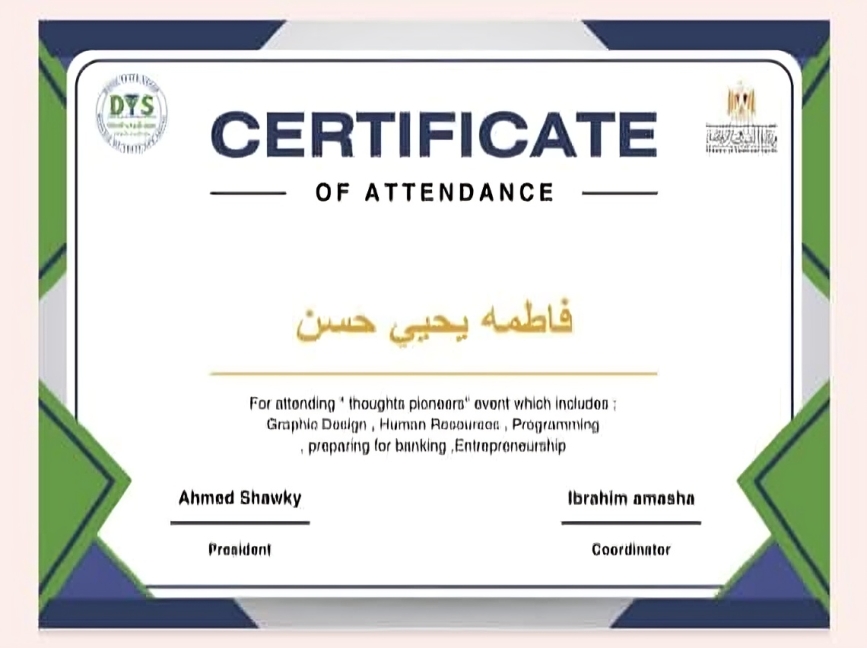 DYS
CERTIFICATE
OF ATTENDANCE
فاطمه يحيي حسن
For attending " thoughts pioneers" event which includes :
Graphic Design , Human Resources , Programming
, preparing for banking ,Entrepreneurship
Ahmed Shawky
Ibrahim amasha
President
Coordinator